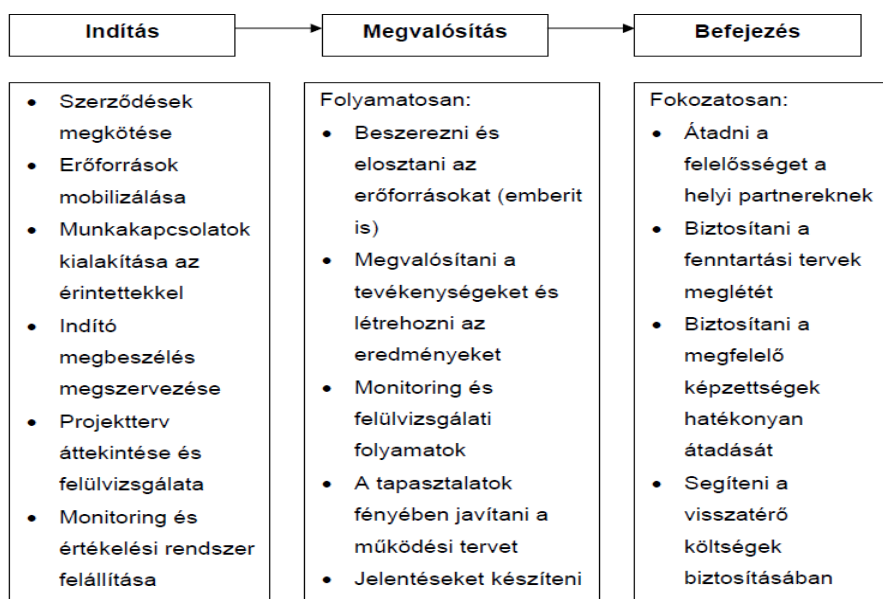 Indítás
Megvalósítás
Befejezés
• Szerződések
megkötése
• Erőforrások
mobilizálása
• Munkakapcsolatok
kialakítása az
érintettekkel
• Indító
megbeszélés
megszervezése
• Projektterv
áttekintése és
felülvizsgálata
• Monitoring és
értékelési rendszer
felállítása
Folyamatosan:
• Beszerezni és
elosztani az
erőforrásokat (emberit
is)
• Megvalósítani a
tevékenységeket és
létrehozni az
eredményeket
• Monitoring és
felülvizsgálati
folyamatok
• A tapasztalatok
fényében javítani a
működési tervet
• Jelentéseket készíteni
Fokozatosan:
• Átadni a
felelősséget a
helyi partnereknek
• Biztosítani a
fenntartási tervek
meglétét
• Biztosítani a
megfelelő
képzettségek
hatékonyan
átadását
• Segíteni a
visszatérő
költségek
biztosításában